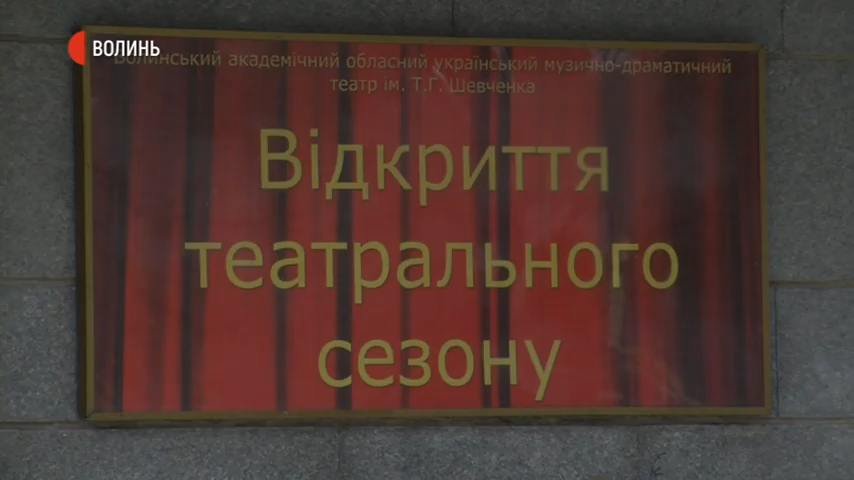 ВОЛИНЬ
Волинський академічний обласний український музично-драматичний
театр ім. Т.Г. Шевченка
Відкриття
театрального
сезону